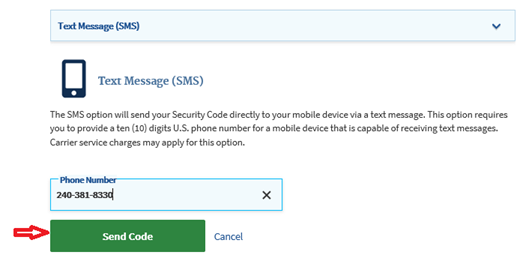 Text Message (SMS)
Text Message (SMS)
The SMS option will send your Security Code directly to your mobile device via a text message. This option requires
you to provide a ten (10) digits U.S. phone number for a mobile device that is capable of receiving text messages.
Carrier service charges may apply for this option.
Phone Number
240-381-8330
Send Code
Cancel